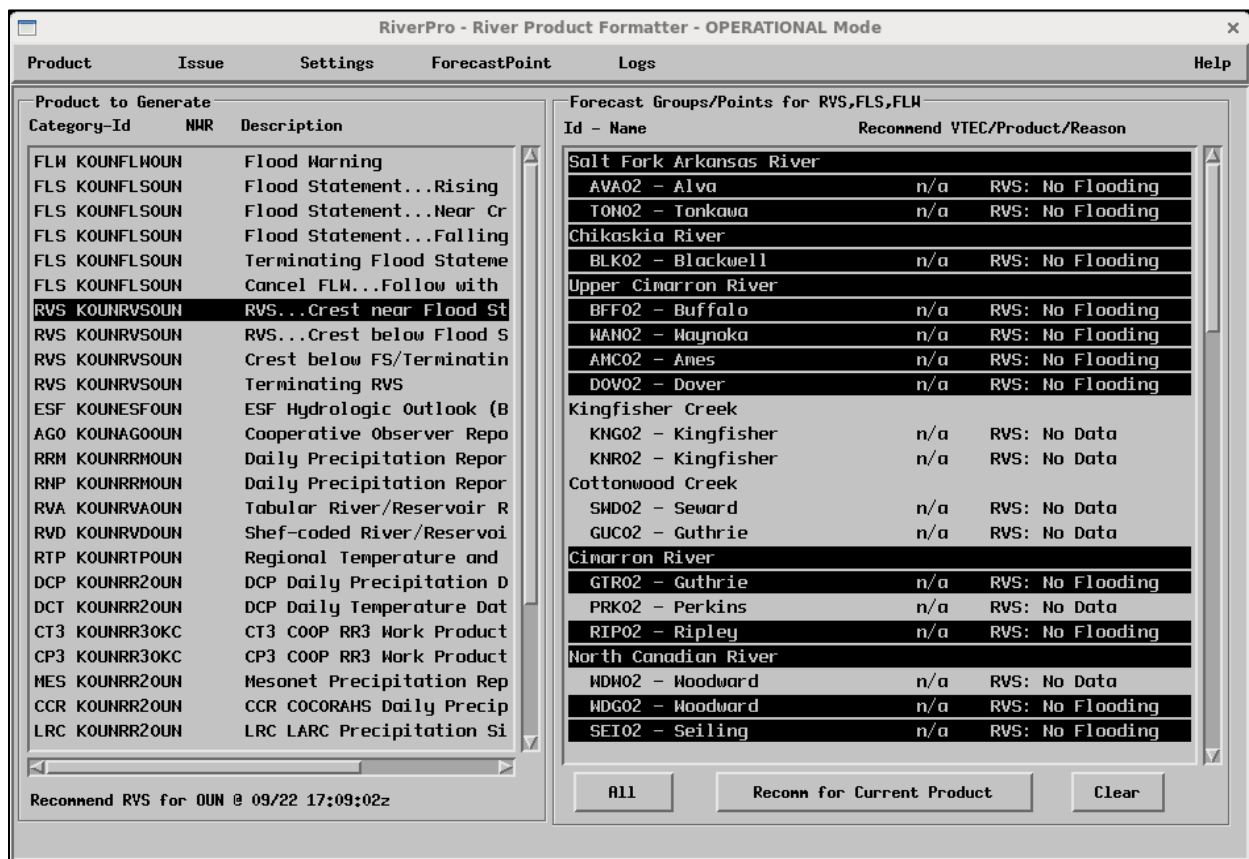 RiverPro - River Product Formatter - OPERATIONAL Mode
Product Issue Settings ForecastPoint Logs Help
Product to Generate
Category-Id NWR Description
FLW KOUNFLWOUN Flood Warning
FLS KOUNFLSOUN Flood Statement...Rising
FLS KOUNFLSOUN Flood Statement...Near Cr
FLS KOUNFLSOUN Flood Statement...Falling
FLS KOUNFLSOUN Terminating Flood Stateme
FLS KOUNFLSOUN Cancel FLW...Follow with
RVS KOUNRVSOUN RVS...Crest near Flood St
RVS KOUNRVSOUN RVS...Crest below Flood S
RVS KOUNRVSOUN Crest below FS/Terminatin
RVS KOUNRVSOUN Terminating RVS
ESF KOUNESFOUN ESF Hydrologic Outlook (B
AGO KOUNAGOOUN Cooperative Observer Repo
RRM KOUNRRMOUN Daily Precipitation Repor
RNP KOUNRRMOUN Daily Precipitation Repor
RVA KOUNRVAOUN Tabular River/Reservoir R
RVD KOUNRVDOUN Shef-coded River/Reservoi
RTP KOUNRTPOUN Regional Temperature and
DCP KOUNRR2OUN DCP Daily Precipitation D
DCT KOUNRR2OUN DCP Daily Temperature Dat
CT3 KOUNRR3OKC CT3 COOP RR3 Work Product
CP3 KOUNRR3OKC CP3 COOP RR3 Work Product
MES KOUNRR2OUN Mesonet Precipitation Rep
CCR KOUNRR2OUN CCR COCORAHS Daily Precip
LRC KOUNRR2OUN LRC LARC Precipitation Si
Recommend RVS for OUN @ 09/22 17:09:02z
Forecast Groups/Points for RVS,FLS,FLW
Id - Name Recommend VTEC/Product/Reason
Salt Fork Arkansas River
AVAO2 - Alva n/a RVS: No Flooding
TONO2 - Tonkawa n/a RVS: No Flooding
Chikaskia River
BLKO2 - Blackwell n/a RVS: No Flooding
Upper Cimarron River
BFFO2 - Buffalo n/a RVS: No Flooding
WANO2 - Waynoka n/a RVS: No Flooding
AMCO2 - Ames n/a RVS: No Flooding
DOVO2 - Dover n/a RVS: No Flooding
Kingfisher Creek
KNGO2 - Kingfisher n/a RVS: No Data
KNRO2 - Kingfisher n/a RVS: No Data
Cottonwood Creek
SWDO2 - Seward n/a RVS: No Data
GUCO2 - Guthrie n/a RVS: No Data
Cimarron River
GTRO2 - Guthrie n/a RVS: No Flooding
PRKO2 - Perkins n/a RVS: No Data
RIPO2 - Ripley n/a RVS: No Flooding
North Canadian River
WDWO2 - Woodward n/a RVS: No Data
WDGO2 - Woodward n/a RVS: No Flooding
SEIO2 - Seiling n/a RVS: No Flooding
All Recomm for Current Product Clear